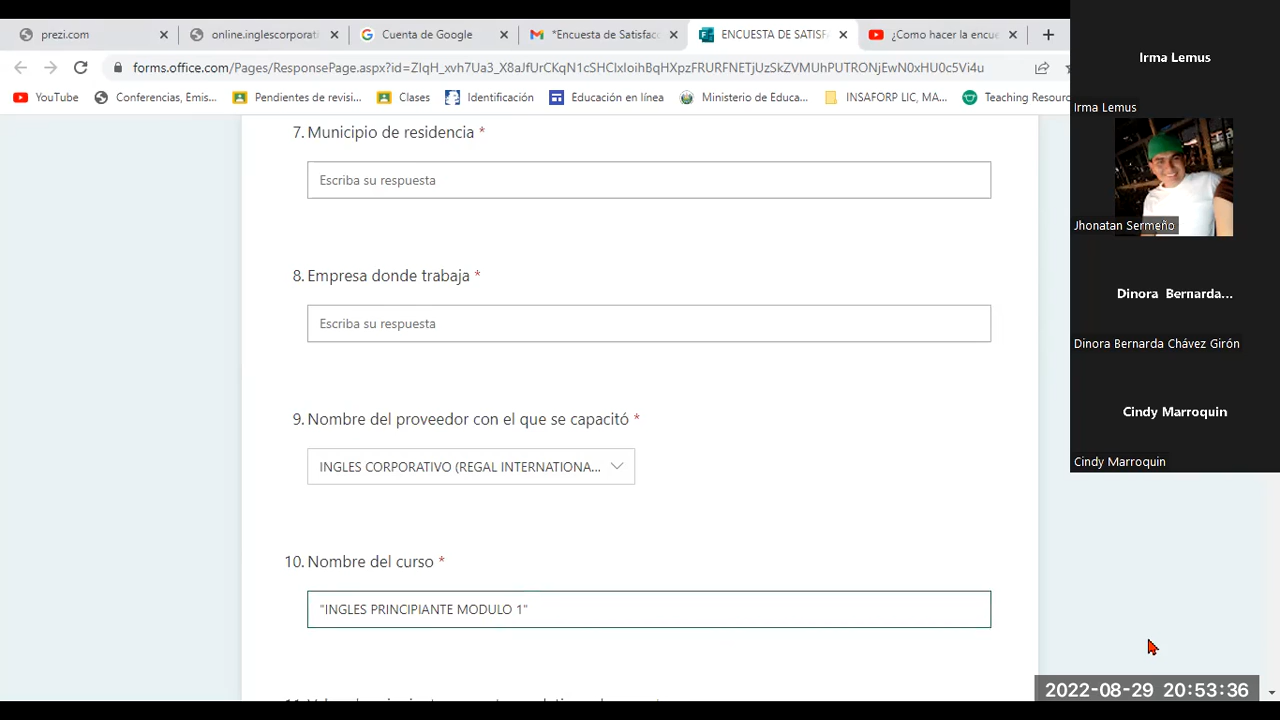 prezi.com
online.inglescorporati
Cuenta de Google
*Encuesta de Satisfacc
ENCUESTA DE SATISF
¿Como hacer la encue
forms.office.com/Pages/ResponsePage.aspx?id=ZIqH_xvh7Ua3_X8aJfUrCKqN1cSHClxIoihBqHXpzFRURFNETjUzSkZVMUhPUTRONjEwN0xHU0c5Vi4u
YouTube
Conferencias, Emis...
Pendientes de revisi...
Clases
Identificación
Educación en línea
Ministerio de Educa...
INSAFORP LIC, MA...
Teaching Resour
7. Municipio de residencia *
Escriba su respuesta
8. Empresa donde trabaja *
Escriba su respuesta
9. Nombre del proveedor con el que se capacitó *
INGLES CORPORATIVO (REGAL INTERNATIONA...
10. Nombre del curso *
"INGLES PRINCIPIANTE MODULO 1"
Irma Lemus
Irma Lemus
Jhonatan Sermeño
Dinora Bernarda...
Dinora Bernarda Chávez Girón
Cindy Marroquin
Cindy Marroquin
2022-08-29 20:53:36